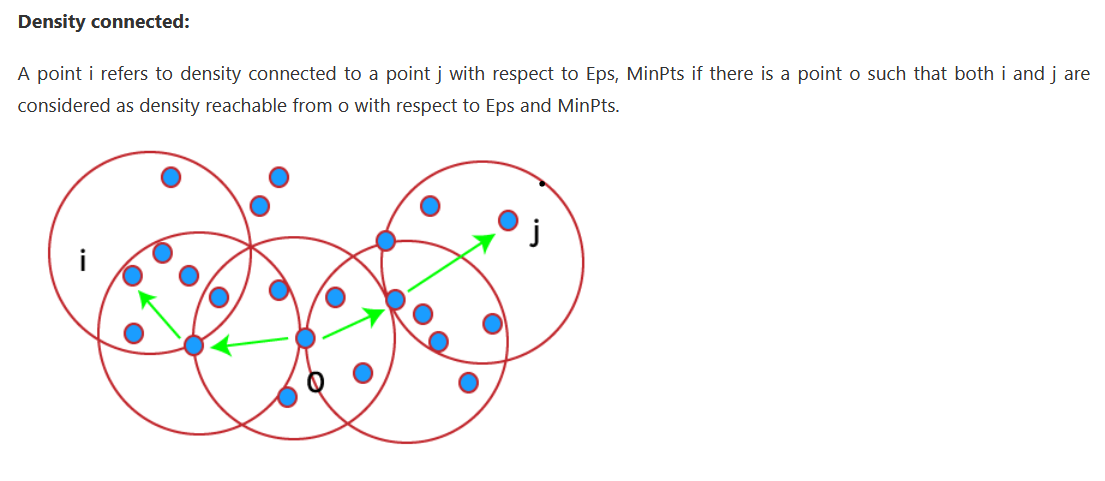 Density connected:
A point i refers to density connected to a point j with respect to Eps, MinPts if there is a point o such that both i and j are
considered as density reachable from o with respect to Eps and MinPts.
j
i
0